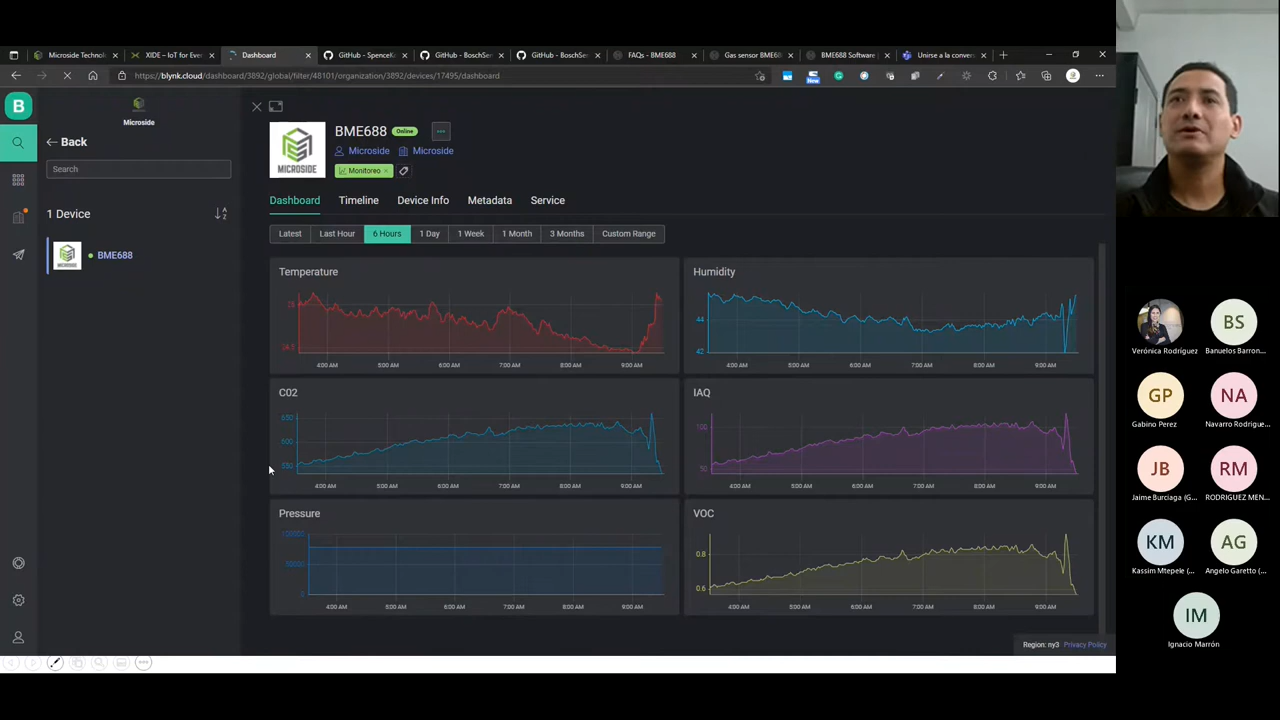 Microside Technol
XIDE – IoT for Ever
Dashboard
GitHub - Spence
GitHub - BoschSe
GitHub - BoschSe
FAQs - BME688
Gas sensor BME6
BME688 Software
Unirse a la conver
https://blynk.cloud/dashboard/3892/global/filter/48101/organization/3892/devices/17495/dashboard
New
B
Microside
Back
Search
1 Device
BME688
MICROSIDE
BME688
Online
Microside
Microside
Monitoreo
Dashboard
Timeline
Device Info
Metadata
Service
Latest
Last Hour
6 Hours
1 Day
1 Week
1 Month
3 Months
Custom Range
Temperature
4:00 AM 5:00 AM 6:00 AM 7:00 AM 8:00 AM 9:00 AM
Humidity
44
42
4:00 AM 5:00 AM 6:00 AM 7:00 AM 8:00 AM 9:00 AM
C02
4:00 AM 5:00 AM 6:00 AM 7:00 AM 8:00 AM 9:00 AM
IAQ
100
50
4:00 AM 5:00 AM 6:00 AM 7:00 AM 8:00 AM 9:00 AM
Pressure
100000
50000
0
4:00 AM 5:00 AM 6:00 AM 7:00 AM 8:00 AM 9:00 AM
VOC
0.8
0.6
4:00 AM 5:00 AM 6:00 AM 7:00 AM 8:00 AM 9:00 AM
Region: ny3
Privacy Policy
Verónica Rodríguez
BS
Banuelos Barron...
GP
Gabino Perez
NA
Navarro Rodrigue...
JB
Jaime Burciaga (G...
RM
RODRIGUEZ MEN...
KM
Kassim Mtepele (...
AG
Angelo Garetto (...
IM
Ignacio Marrón